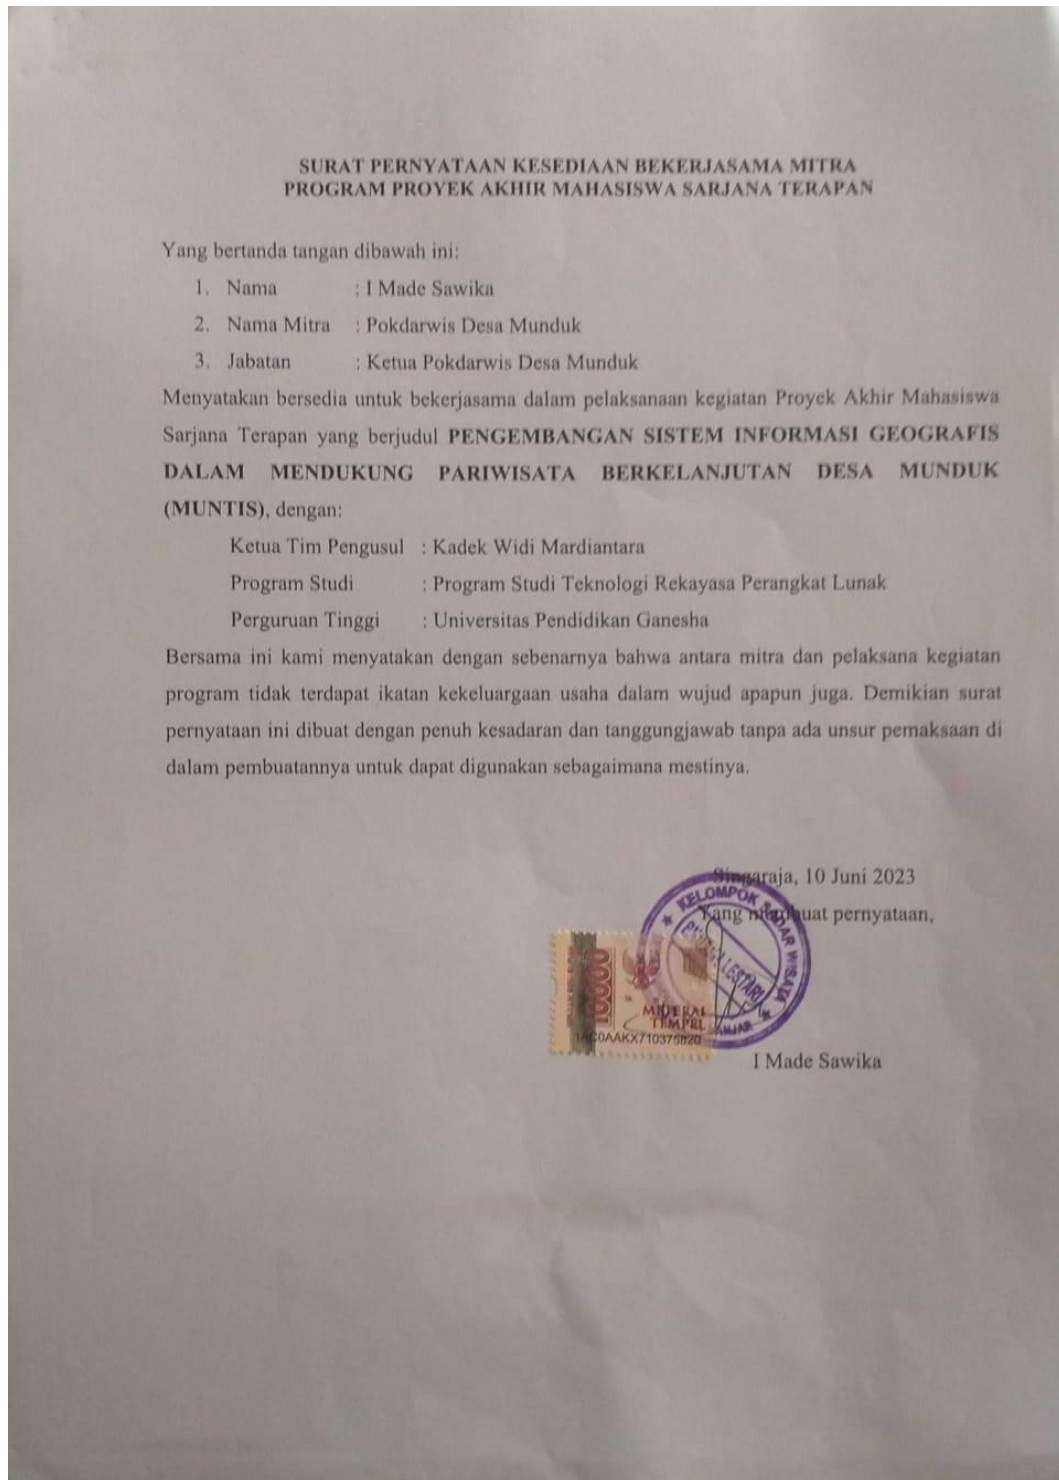 SURAT PERNYATAAN KESEDIAAN BEKERJASAMA MITRA
PROGRAM PROYEK AKHIR MAHASISWA SARJANA TERAPAN
Yang bertanda tangan dibawah ini:
1. Nama : I Made Sawika
2. Nama Mitra : Pokdarwis Desa Munduk
3. Jabatan : Ketua Pokdarwis Desa Munduk
Menyatakan bersedia untuk bekerjasama dalam pelaksanaan kegiatan Proyek Akhir Mahasiswa
Sarjana Terapan yang berjudul PENGEMBANGAN SISTEM INFORMASI GEOGRAFIS
DALAM MENDUKUNG PARIWISATA BERKELANJUTAN DESA MUNDUK
(MUNTIS), dengan:
Ketua Tim Pengusul : Kadek Widi Mardiantara
Program Studi : Program Studi Teknologi Rekayasa Perangkat Lunak
Perguruan Tinggi : Universitas Pendidikan Ganesha
Bersama ini kami menyatakan dengan sebenarnya bahwa antara mitra dan pelaksana kegiatan
program tidak terdapat ikatan kekeluargaan usaha dalam wujud apapun juga. Demikian surat
pernyataan ini dibuat dengan penuh kesadaran dan tanggungjawab tanpa ada unsur pemaksaan di
dalam pembuatannya untuk dapat digunakan sebagaimana mestinya.
Singaraja, 10 Juni 2023
Yang membuat pernyataan,
KELOMPOK SADAR WISATA
LESTARI
10000
TEMPEL
I Made Sawika